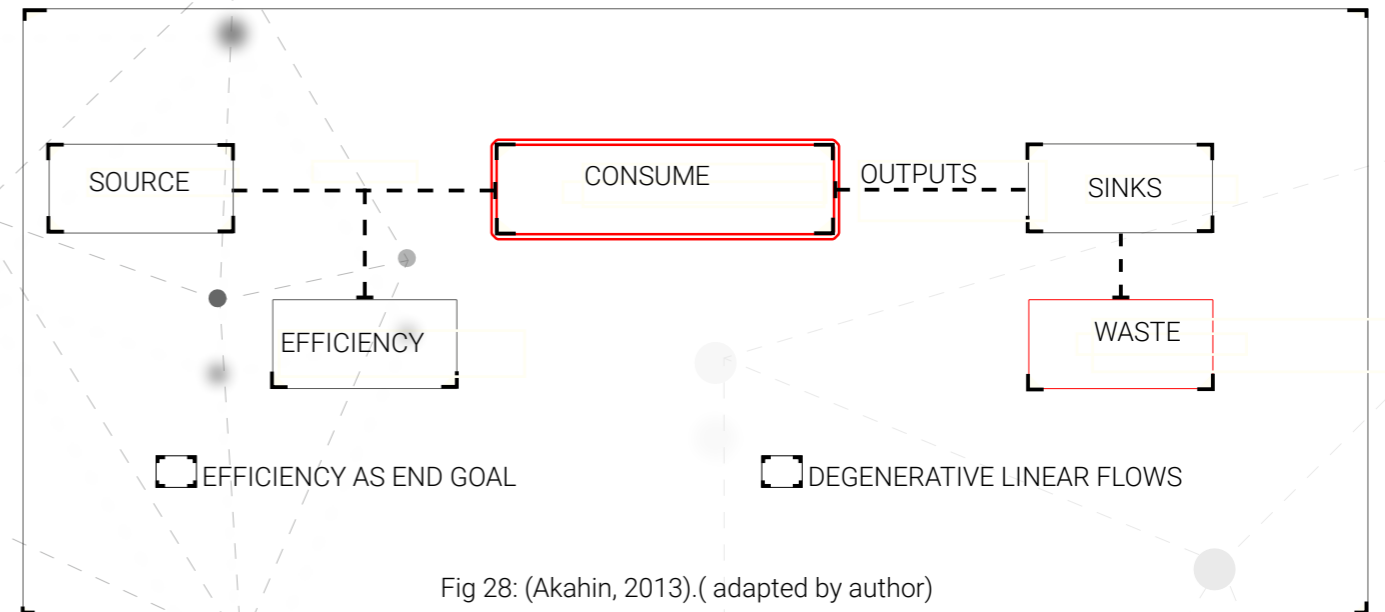 SOURCE
CONSUME
OUTPUTS
SINKS
EFFICIENCY
WASTE
EFFICIENCY AS END GOAL
DEGENERATIVE LINEAR FLOWS
Fig 28: (Akahin, 2013).( adapted by author)